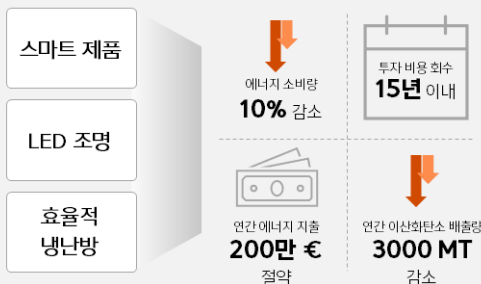 스마트 제품
LED 조명
효율적
냉난방
에너지 소비량
10% 감소
투자 비용 회수
15년 이내
연간 에너지 지출
200만 €
절약
연간 이산화탄소 배출량
3000 MT
감소